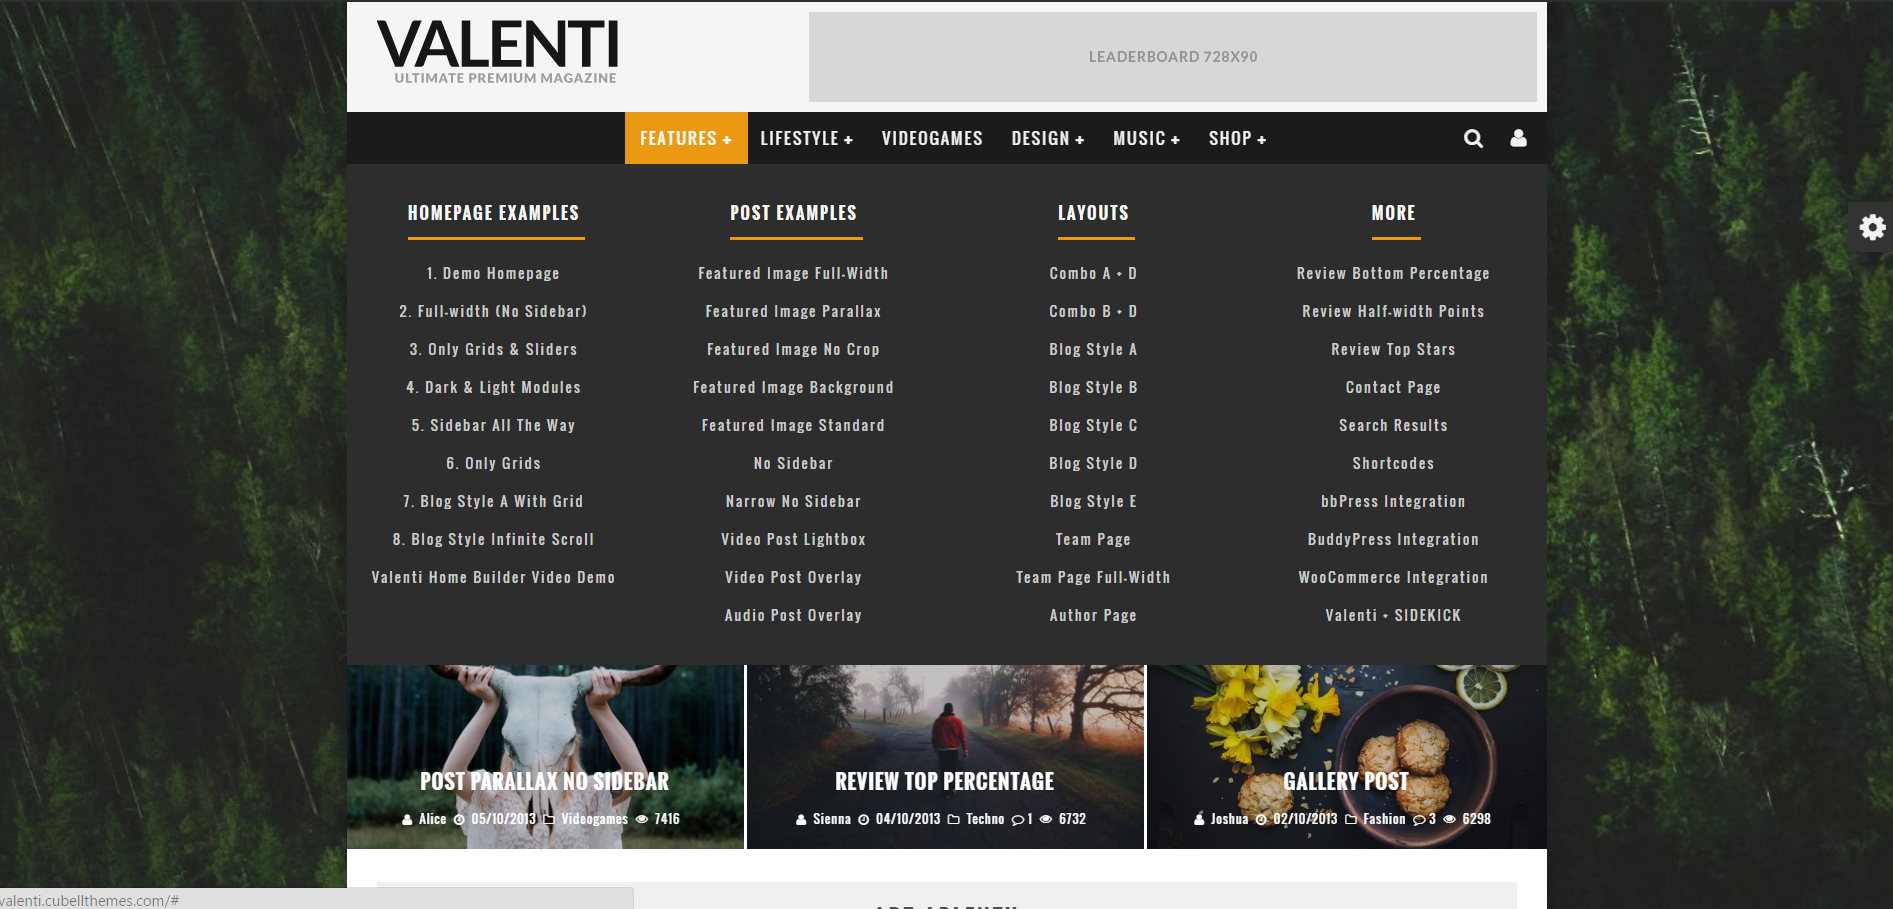 VALENTI
ULTIMATE PREMIUM MAGAZINE
LEADERBOARD 728X90
FEATURES + LIFESTYLE + VIDEOGAMES DESIGN + MUSIC + SHOP +
HOMEPAGE EXAMPLES
1. Demo Homepage
2. Full-width (No Sidebar)
3. Only Grids & Sliders
4. Dark & Light Modules
5. Sidebar All The Way
6. Only Grids
7. Blog Style A With Grid
8. Blog Style Infinite Scroll
Valenti Home Builder Video Demo
POST EXAMPLES
Featured Image Full-Width
Featured Image Parallax
Featured Image No Crop
Featured Image Background
Featured Image Standard
No Sidebar
Narrow No Sidebar
Video Post Lightbox
Video Post Overlay
Audio Post Overlay
LAYOUTS
Combo A + D
Combo B + D
Blog Style A
Blog Style B
Blog Style C
Blog Style D
Blog Style E
Team Page
Team Page Full-Width
Author Page
MORE
Review Bottom Percentage
Review Half-width Points
Review Top Stars
Contact Page
Search Results
Shortcodes
bbPress Integration
BuddyPress Integration
WooCommerce Integration
Valenti + SIDEKICK
POST PARALLAX NO SIDEBAR
Alice 05/10/2013 Videogames 7416
REVIEW TOP PERCENTAGE
Sienna 04/10/2013 Techno 1 6732
GALLERY POST
Joshua 02/10/2013 Fashion 3 6298
valenti.cubellthemes.com/#